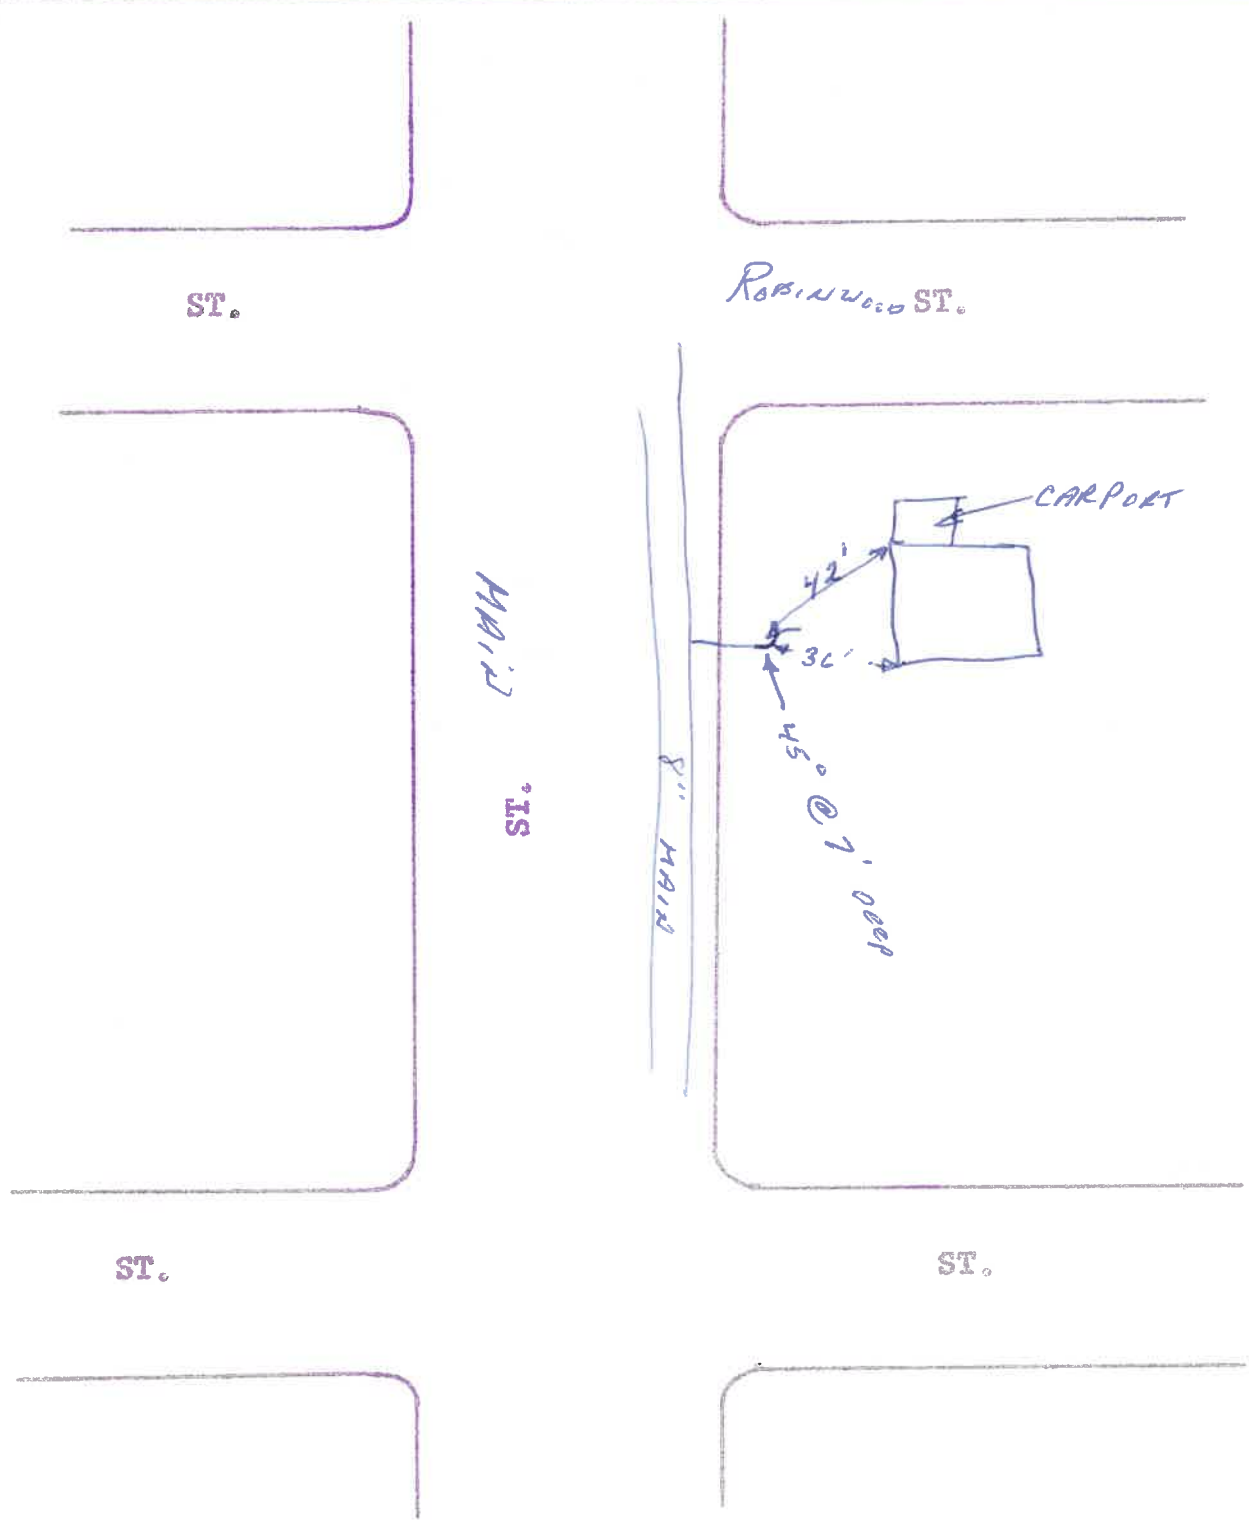 ST.
ROBINWOOD ST.
CARPORT
42'
36'
MAIN ST.
45° @ 7' DEEP
8" MAIN
ST.
ST.